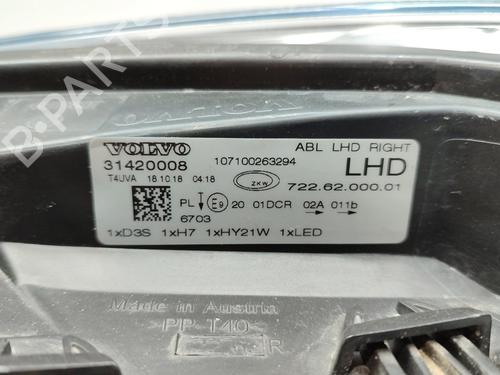 B-PARTS
VOLVO
ABL LHD RIGHT
31420008
107100263294
LHD
T4UVA 18.10.18 04:18
ZKW
722.62.000.01
PL E9 20 01DCR 02A 011b
6703
1xD3S 1xH7 1xHY21W 1xLED
Made in Austria
PP T40
R